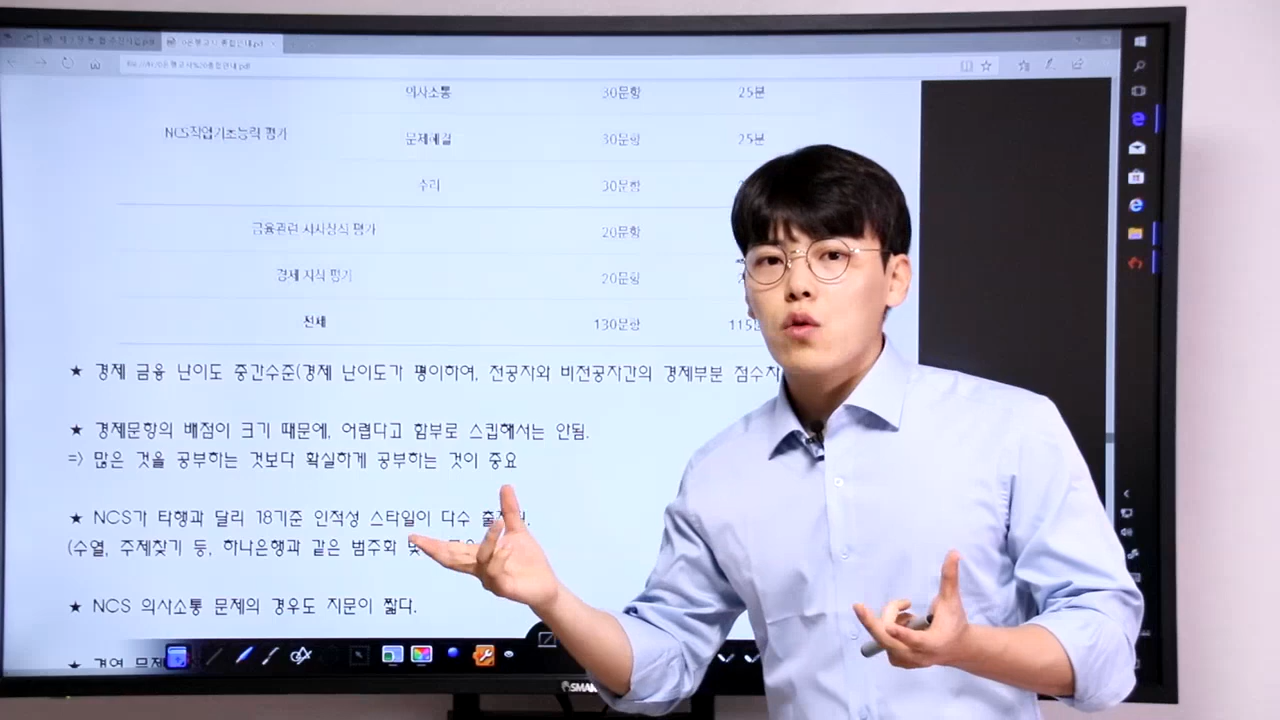 의사소통 30문항 25분
NCS직업기초능력 평가 문제해결 30문항 25분
수리 30문항
금융관련 시사상식 평가 20문항
경제 지식 평가 20문항
전체 130문항 115분
★ 경제 금융 난이도 중간수준(경제 난이도가 평이하여, 전공자와 비전공자간의 경제부분 점수차
★ 경제문항의 배점이 크기 때문에, 어렵다고 함부로 스킵해서는 안됨.
=> 많은 것을 공부하는 것보다 확실하게 공부하는 것이 중요
★ NCS가 타행과 달리 18기준 인적성 스타일이 다수
(수열, 주제찾기 등, 하나은행과 같은 범주화
★ NCS 의사소통 문제의 경우도 지문이 짧다.
★ 경영
SMA